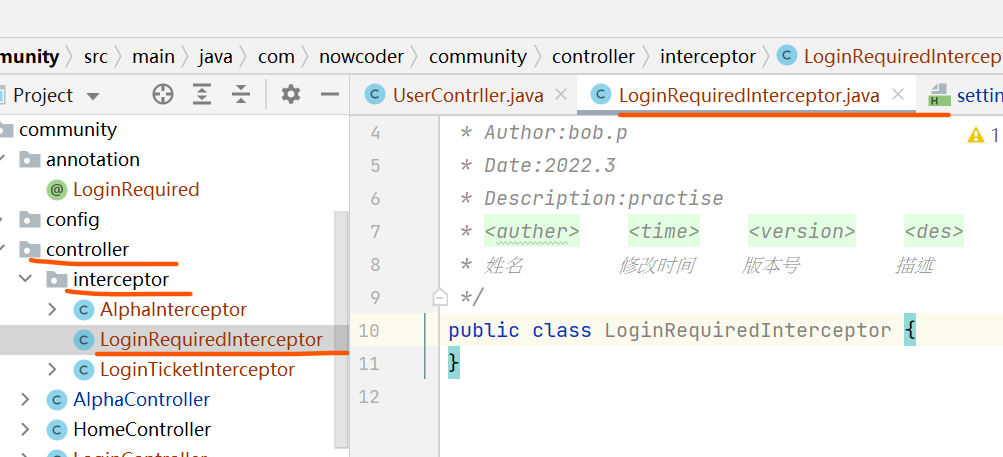 munity 〉 src 〉 main 〉 java 〉 com 〉 nowcoder 〉 community 〉 controller 〉 interceptor 〉 C LoginRequiredIntercep
Project
C UserContrller.java × C LoginRequiredInterceptor.java × H settin
community
annotation
@ LoginRequired
config
controller
interceptor
C AlphaInterceptor
C LoginRequiredInterceptor
C LoginTicketInterceptor
C AlphaController
C HomeController
LoginController
1
4 * Author:bob.p
5 * Date:2022.3
6 * Description:practise
7 * <auther> <time> <version> <des>
8 * 姓名 修改时间 版本号 描述
9 */
10 public class LoginRequiredInterceptor {
11 }
12